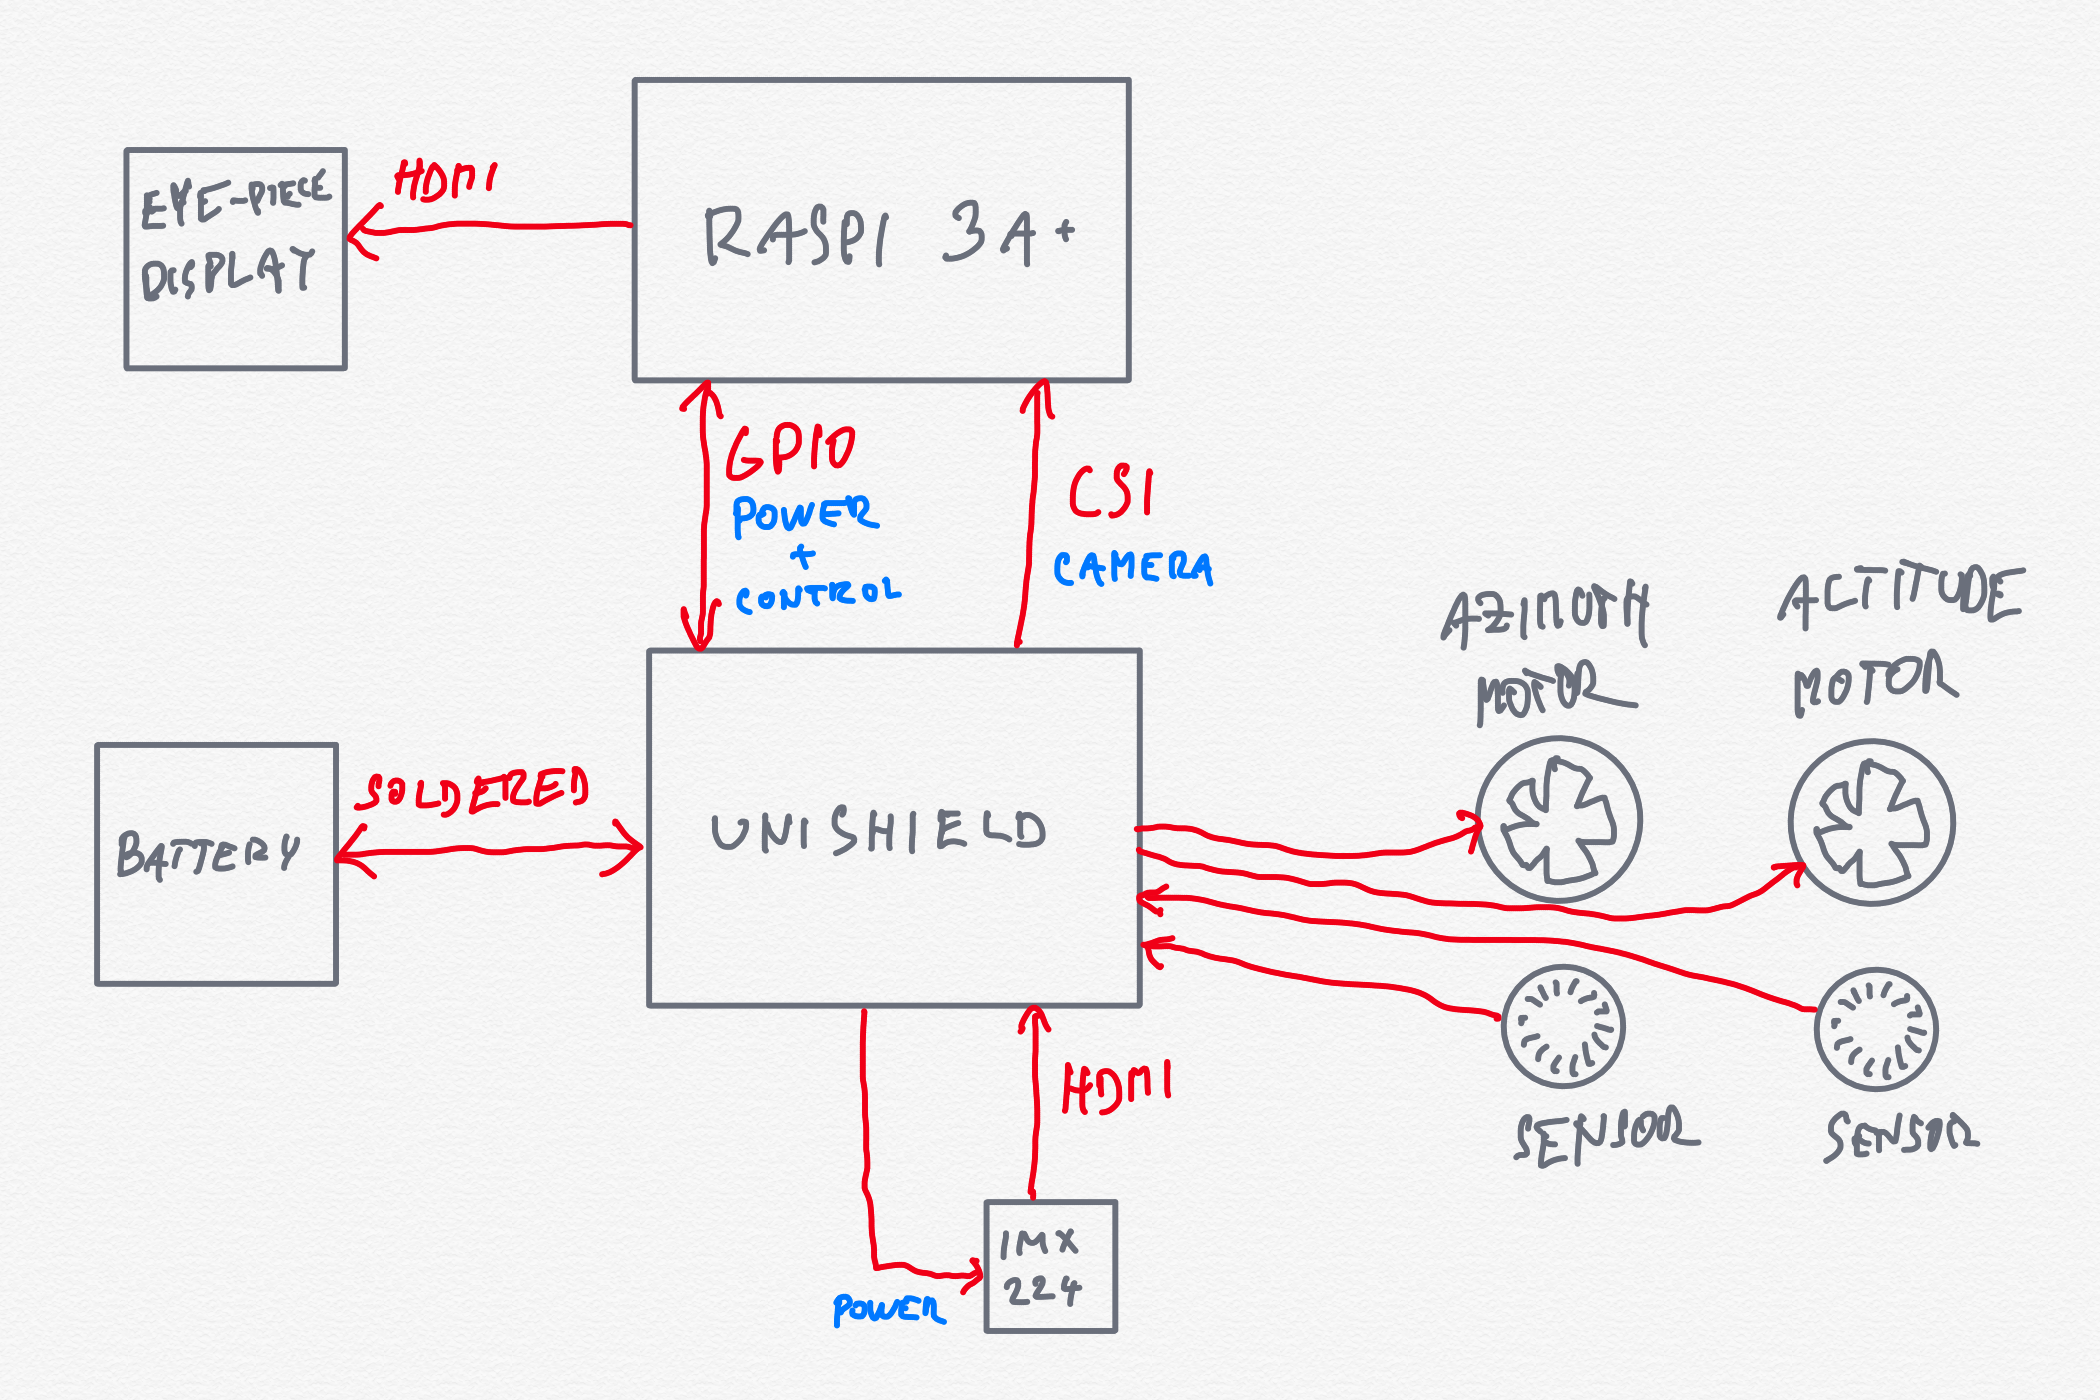 EYE-PIECE
DISPLAY
HDMI
RASPI 3A+
GPIO
POWER
+
CONTROL
CSI
CAMERA
AZIMUTH
MOTOR
ALTITUDE
MOTOR
BATTERY
SOLDERED
UNISHIELD
SENSOR
SENSOR
HDMI
POWER
IMX
224